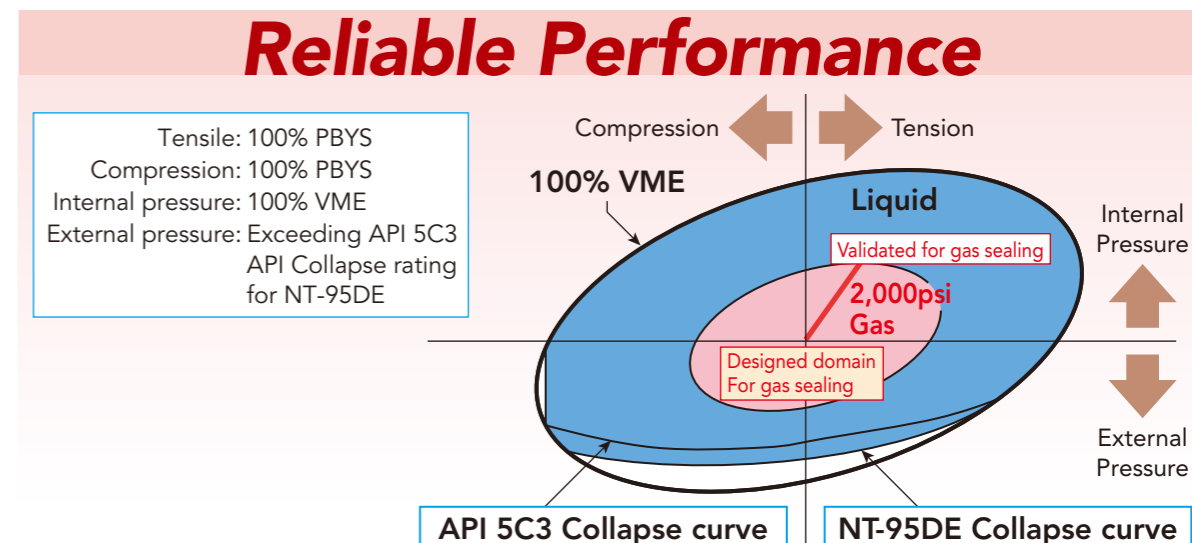 Reliable Performance
Tensile: 100% PBYS
Compression: 100% PBYS
Internal pressure: 100% VME
External pressure: Exceeding API 5C3
API Collapse rating
for NT-95DE
Compression
Tension
100% VME
Liquid
Internal
Pressure
Validated for gas sealing
2,000psi
Gas
Designed domain
For gas sealing
External
Pressure
API 5C3 Collapse curve
NT-95DE Collapse curve